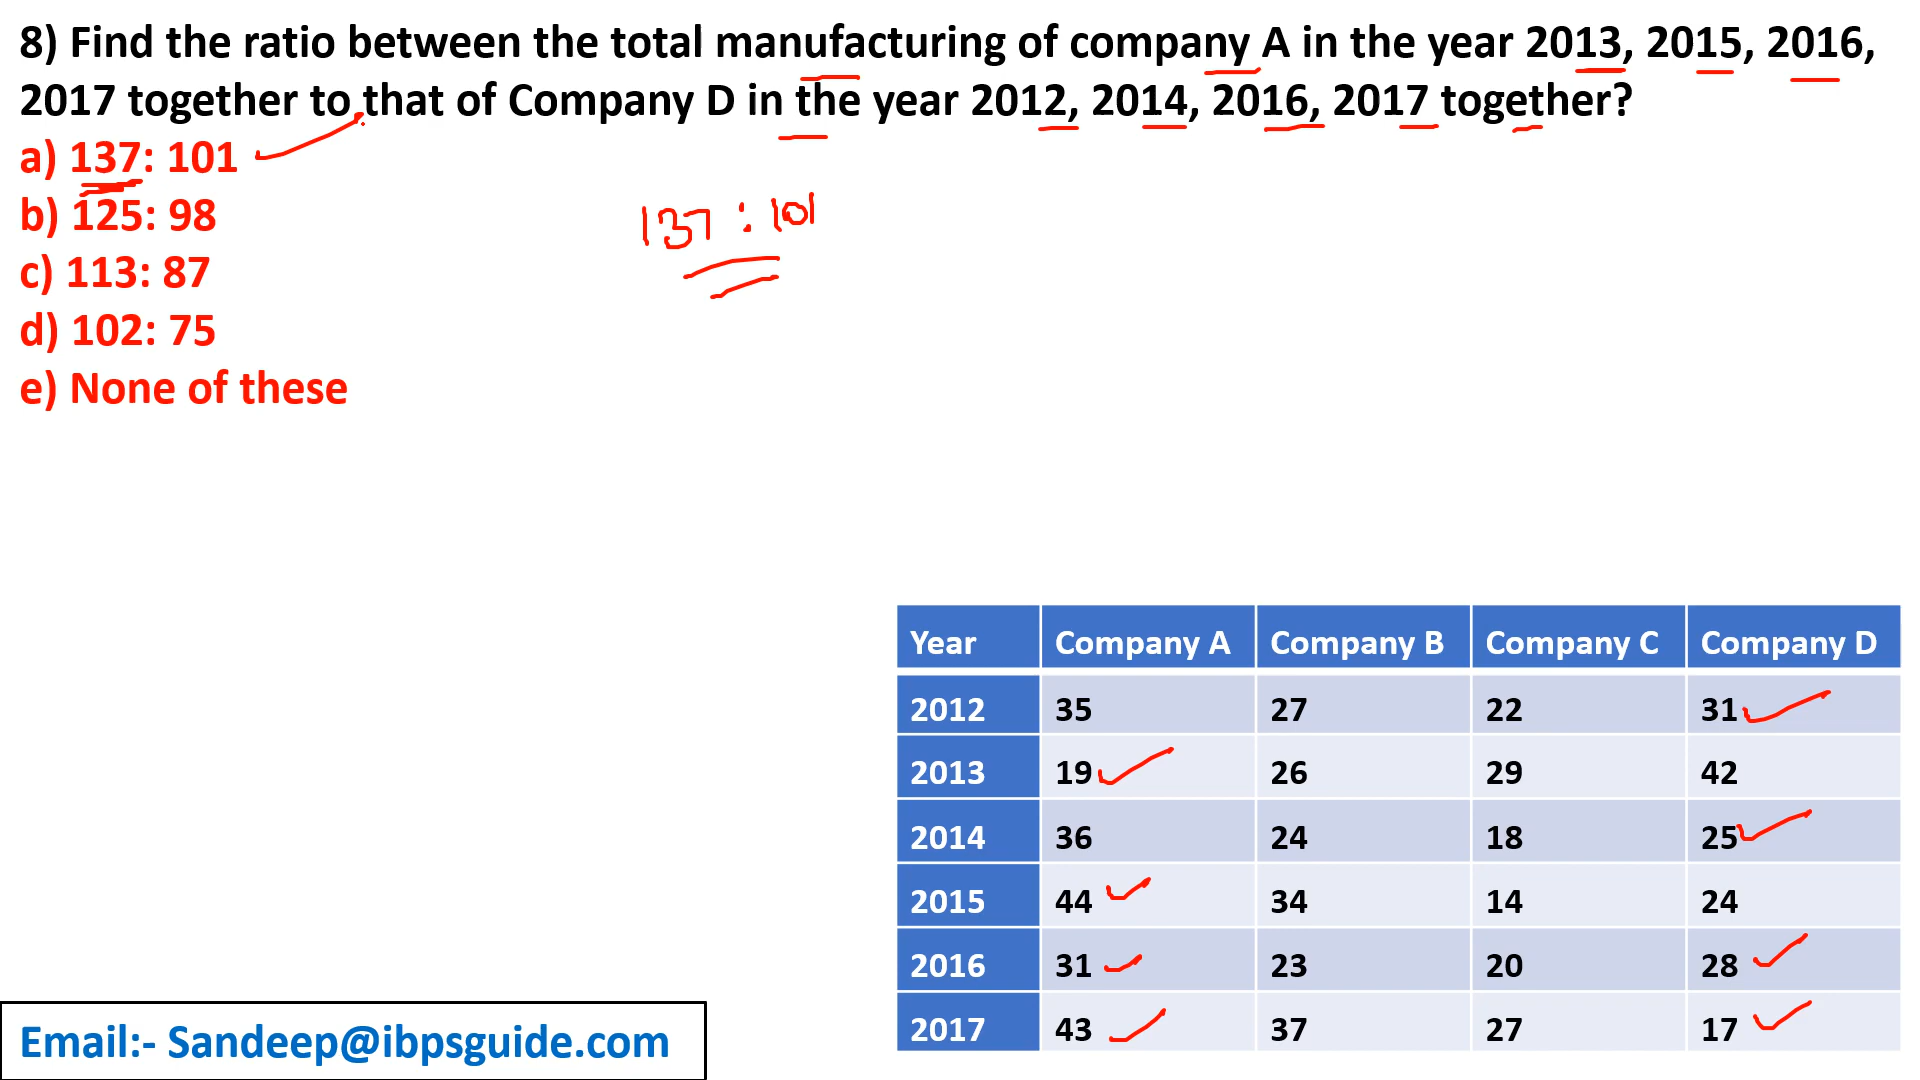 8) Find the ratio between the total manufacturing of company A in the year 2013, 2015, 2016,
2017 together to that of Company D in the year 2012, 2014, 2016, 2017 together?
a) 137: 101
b) 125: 98
c) 113: 87
d) 102: 75
e) None of these
137 : 101
Year Company A Company B Company C Company D
2012 35 27 22 31
2013 19 26 29 42
2014 36 24 18 25
2015 44 34 14 24
2016 31 23 20 28
2017 43 37 27 17
Email:- Sandeep@ibpsguide.com